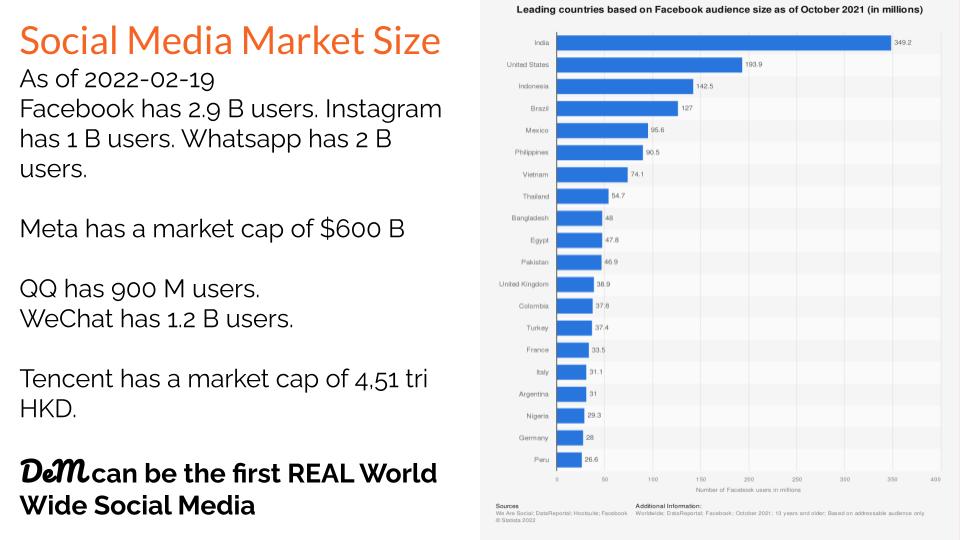 Social Media Market Size
As of 2022-02-19
Facebook has 2.9 B users. Instagram
has 1 B users. Whatsapp has 2 B
users.
Meta has a market cap of $600 B
QQ has 900 M users.
WeChat has 1.2 B users.
Tencent has a market cap of 4,51 tri
HKD.
DeM can be the first REAL World
Wide Social Media
Leading countries based on Facebook audience size as of October 2021 (in millions)
India 349.2
United States 193.9
Indonesia 142.5
Brazil 127
Mexico 95.6
Philippines 90.5
Vietnam 74.1
Thailand 54.7
Bangladesh 48
Egypt 47.8
Pakistan 46.9
United Kingdom 38.9
Colombia 37.8
Turkey 37.4
France 33.5
Italy 31.1
Argentina 31
Nigeria 29.3
Germany 28
Peru 26.6
0 50 100 150 200 250 300 350 400
Number of Facebook users in millions
Sources
We Are Social; DataReportal; Hootsuite; Facebook
© Statista 2022
Additional Information:
Worldwide; DataReportal; Facebook; October 2021; 13 years and older; Based on addressable audience only